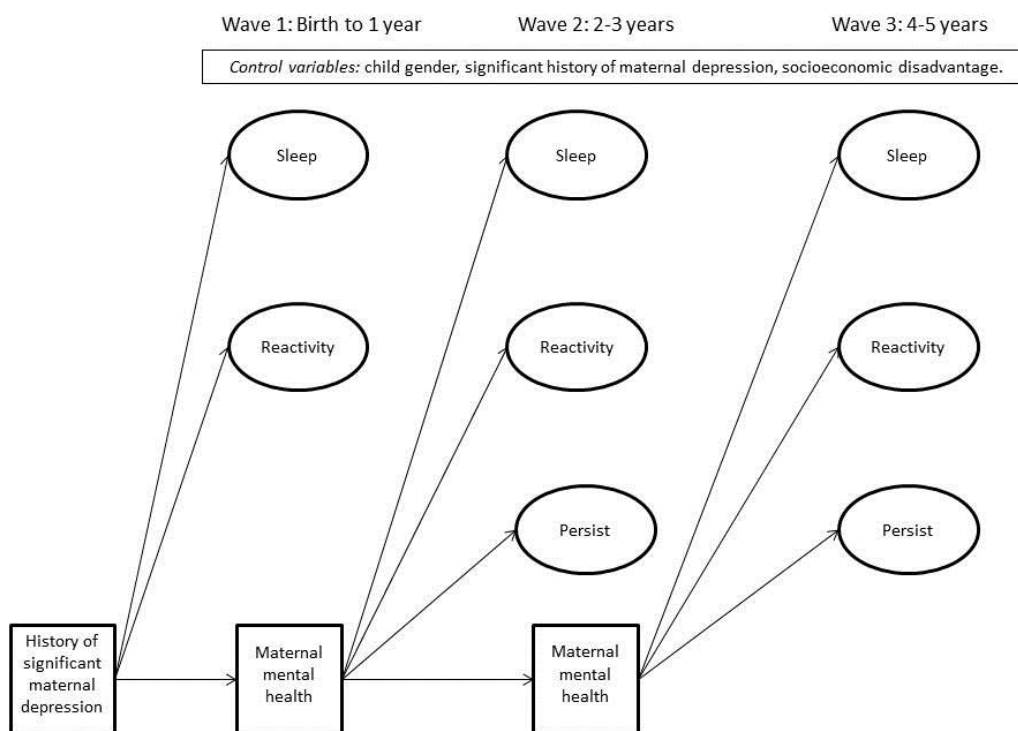 Wave 1: Birth to 1 year
Wave 2: 2-3 years
Wave 3: 4-5 years
Control variables: child gender, significant history of maternal depression, socioeconomic disadvantage.
Sleep
Sleep
Sleep
Reactivity
Reactivity
Reactivity
Persist
Persist
History of
significant
maternal
depression
Maternal
mental
health
Maternal
mental
health